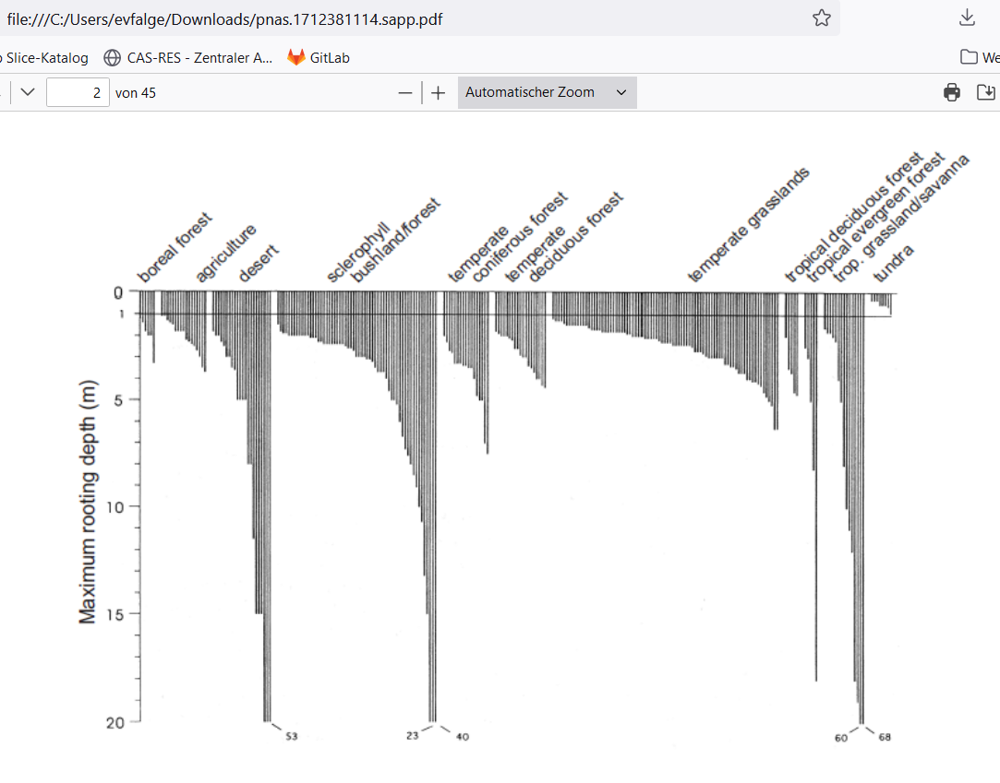 file:///C:/Users/evfalge/Downloads/pnas.1712381114.sapp.pdf
Slice-Katalog CAS-RES - Zentraler A... GitLab We
2 von 45 Automatischer Zoom
boreal forest
agriculture
desert
sclerophyll
bushland/forest
temperate
coniferous forest
temperate
deciduous forest
temperate grasslands
tropical deciduous forest
tropical evergreen forest
trop. grassland/savanna
tundra
Maximum rooting depth (m)
0
1
5
10
15
20
53
23 40
60 68